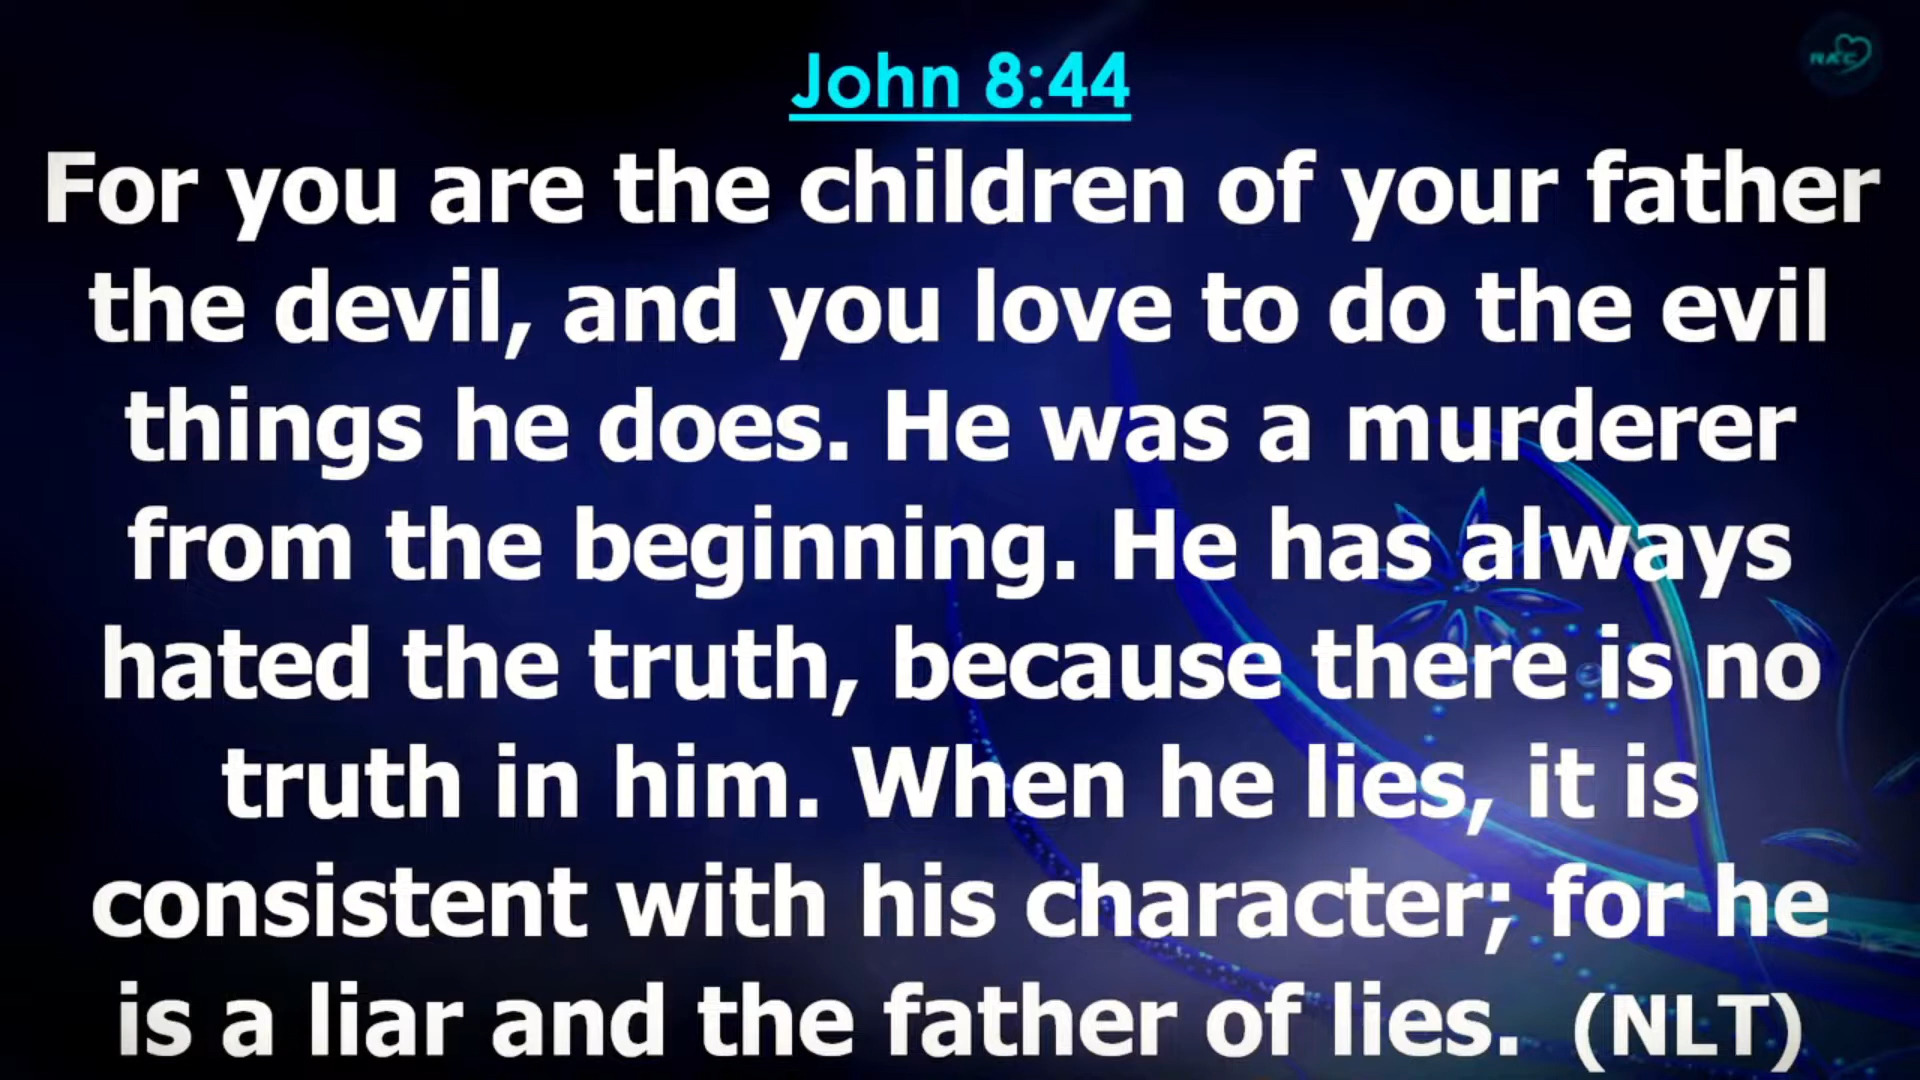 RAC
John 8:44
For you are the children of your father
the devil, and you love to do the evil
things he does. He was a murderer
from the beginning. He has always
hated the truth, because there is no
truth in him. When he lies, it is
consistent with his character; for he
is a liar and the father of lies. (NLT)